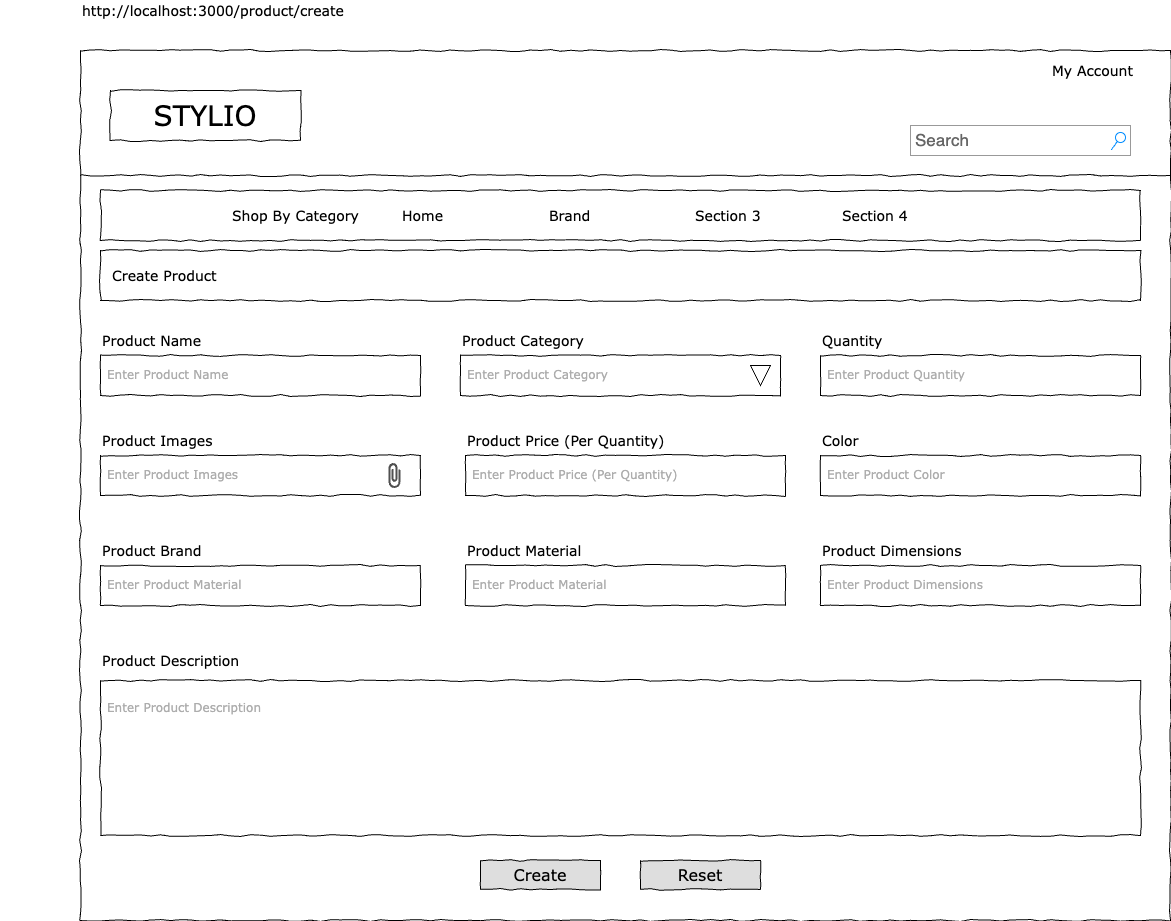 http://localhost:3000/product/create
My Account
STYLIO
Search
Shop By Category Home Brand Section 3 Section 4
Create Product
Product Name Product Category Quantity
Enter Product Name Enter Product Category Enter Product Quantity
Product Images Product Price (Per Quantity) Color
Enter Product Images Enter Product Price (Per Quantity) Enter Product Color
Product Brand Product Material Product Dimensions
Enter Product Material Enter Product Material Enter Product Dimensions
Product Description
Enter Product Description
Create Reset